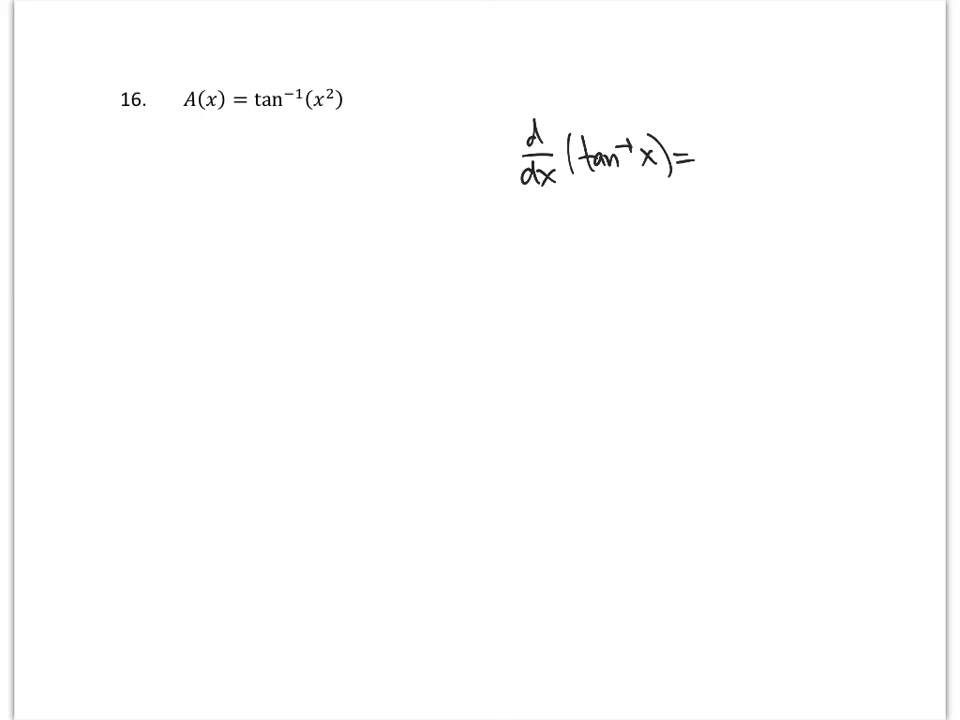 16. A(x) = tan⁻¹(x²)
d/dx (tan⁻¹ x) =